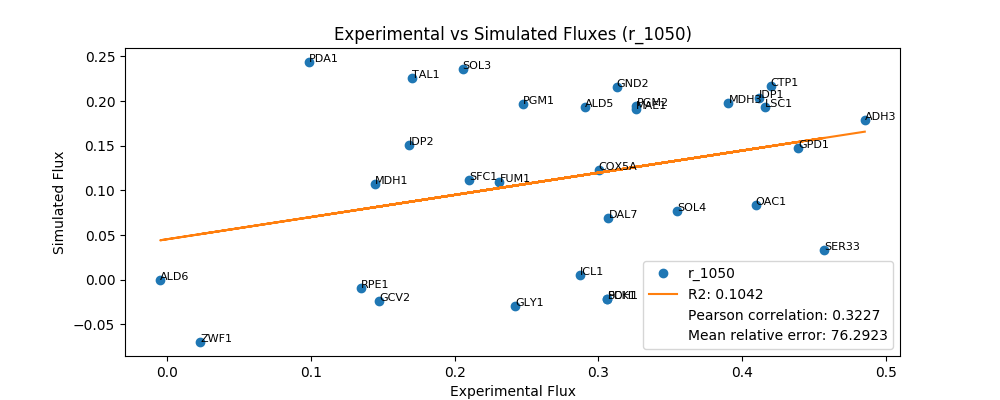 Experimental vs Simulated Fluxes (r_1050)
0.25
0.20
0.15
0.10
0.05
0.00
−0.05
Simulated Flux
PDA1
SOL3
TAL1
GND2
CTP1
IDP1
MDH3
LSC1
PGM1
ALD5
PGM2
MAE1
ADH3
IDP2
GPD1
COX5A
MDH1
SFC1
FUM1
OAC1
SOL4
DAL7
SER33
ALD6
ICL1
RPE1
GCV2
GLY1
ZWF1
r_1050
R2: 0.1042
Pearson correlation: 0.3227
Mean relative error: 76.2923
0.0 0.1 0.2 0.3 0.4 0.5
Experimental Flux